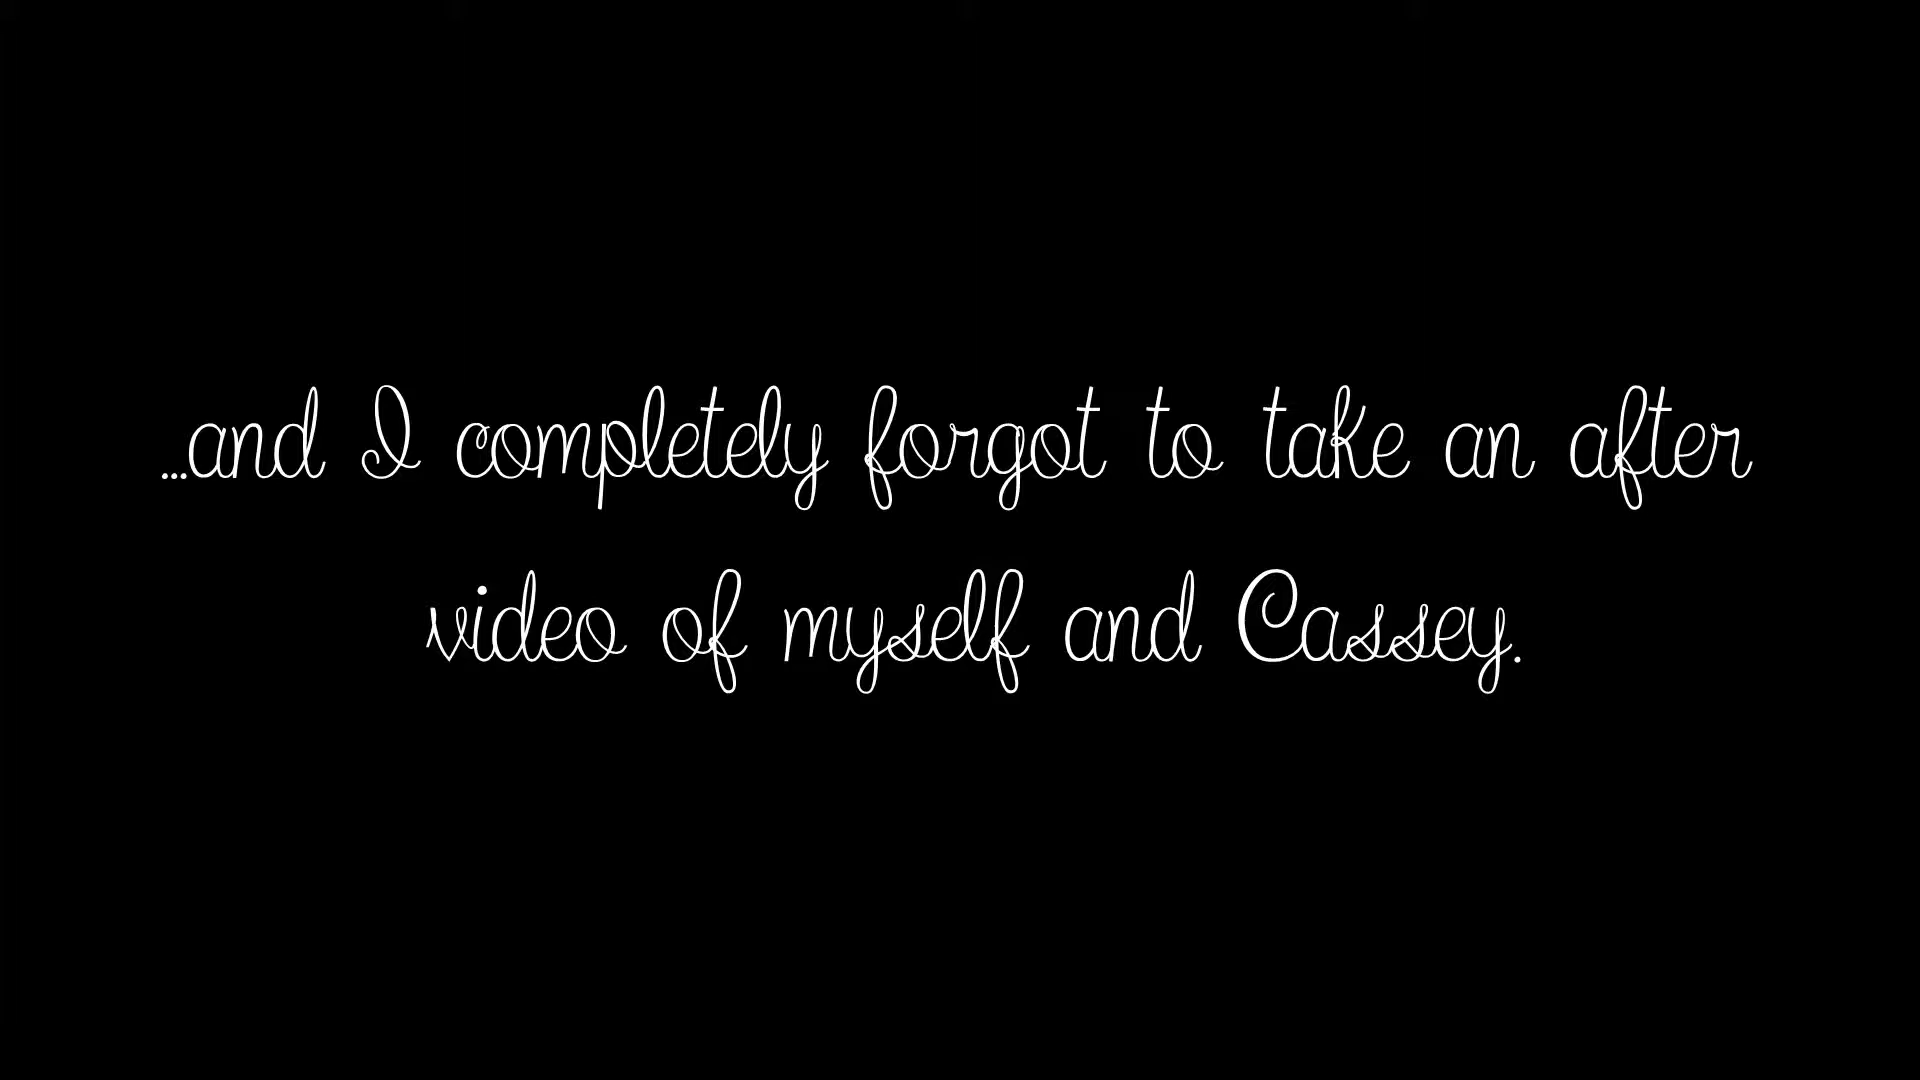 ...and I completely forgot to take an after
video of myself and Cassey.